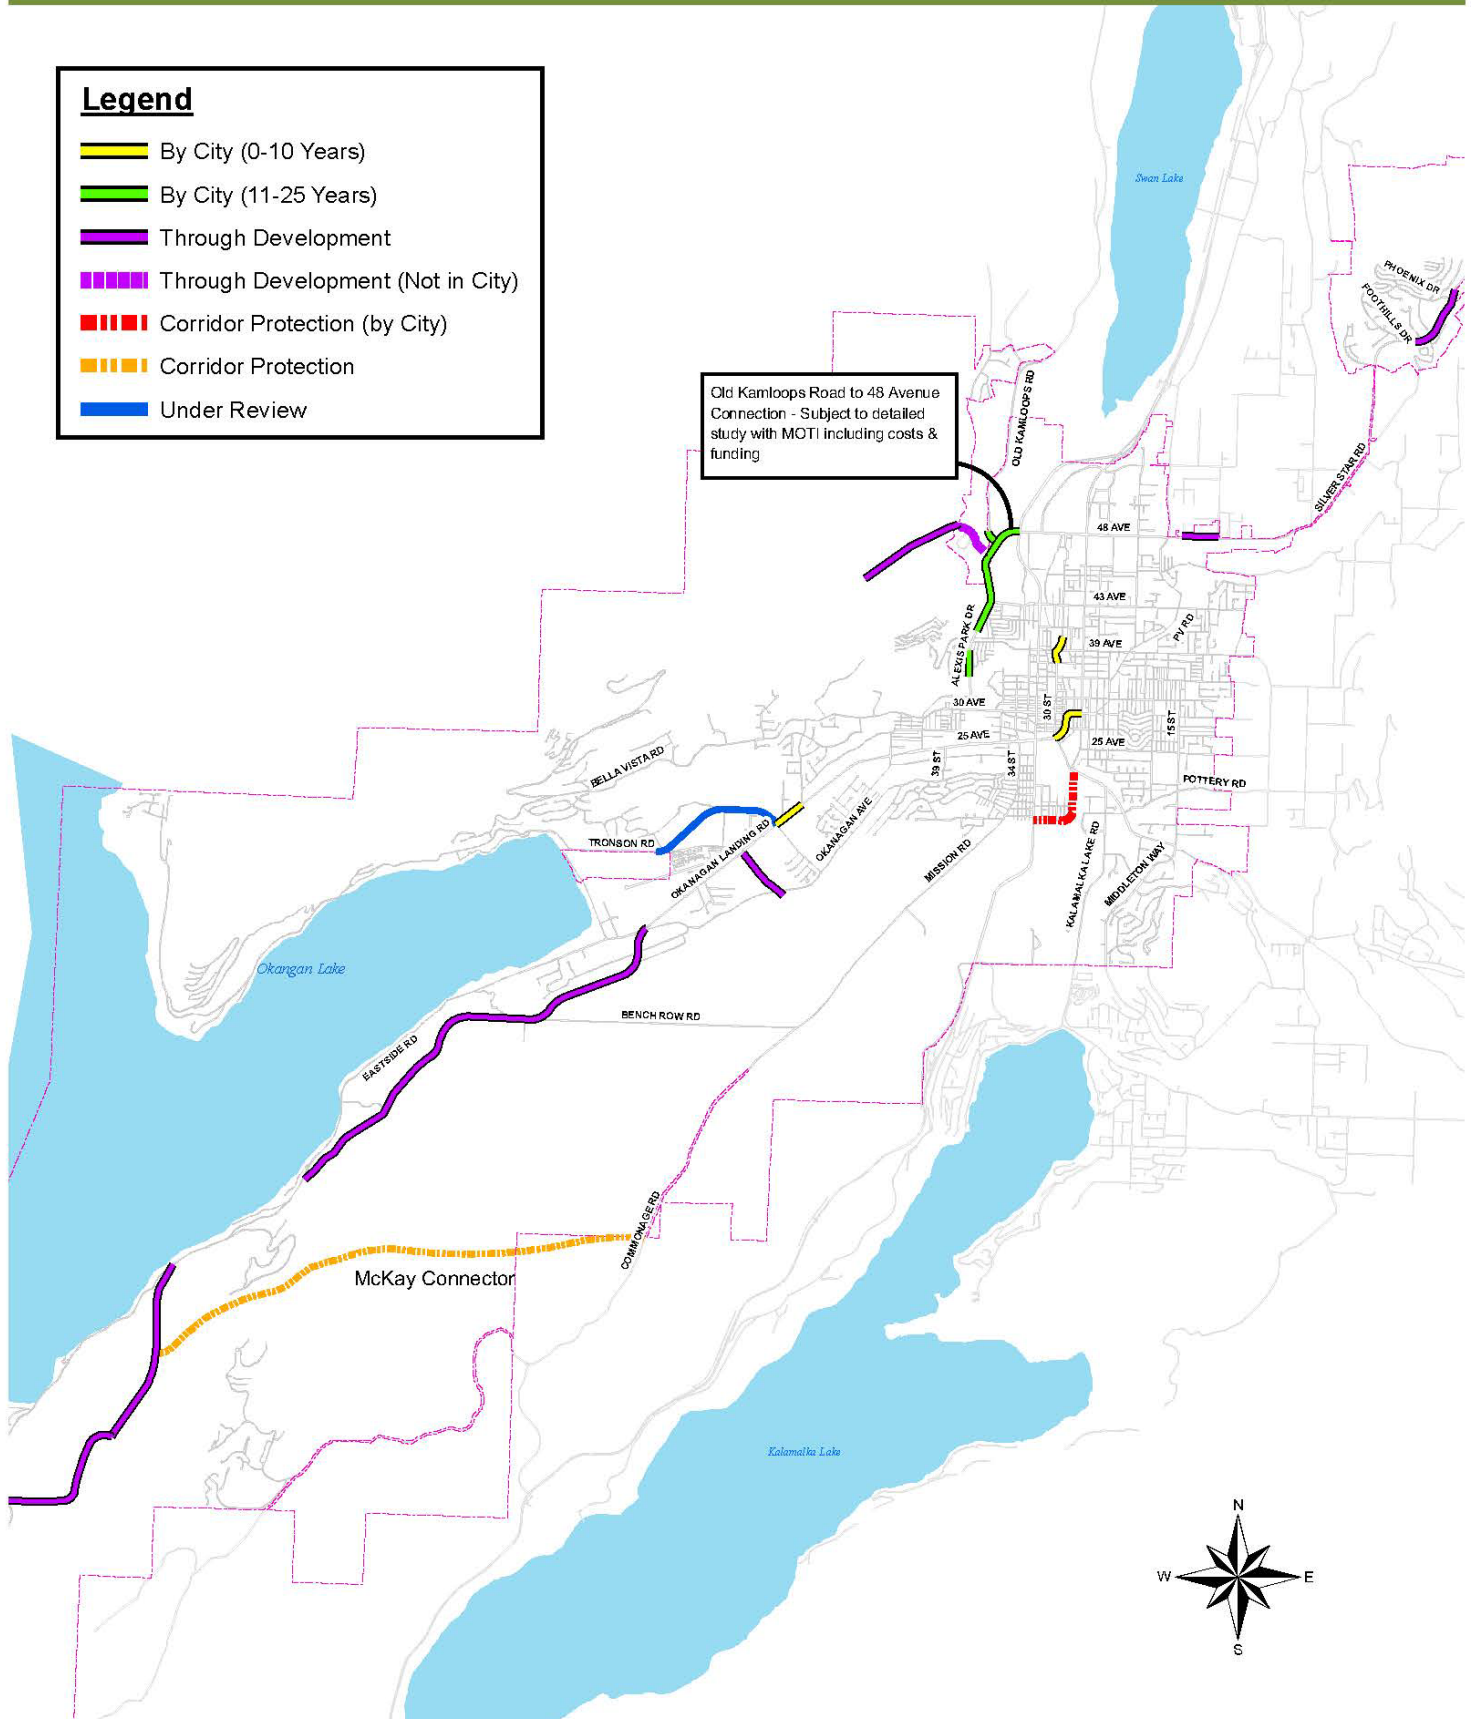 Legend
By City (0-10 Years)
By City (11-25 Years)
Through Development
Through Development (Not in City)
Corridor Protection (by City)
Corridor Protection
Under Review
Swan Lake
PHOENIX DR
FOOTHILLS DR
Old Kamloops Road to 48 Avenue
Connection - Subject to detailed
study with MOTI including costs &
funding
OLD KAMLOOPS RD
SILVER STAR RD
48 AVE
43 AVE
ALEXIS PARK DR
PV RD
39 AVE
30 AVE
30 ST
15 ST
25 AVE
25 AVE
39 ST
34 ST
BELLA VISTA RD
POTTERY RD
TRONSON RD
OKANAGAN LANDING RD
OKANAGAN AVE
MISSION RD
KALAMALKA LAKE RD
MIDDLETON WAY
Okangan Lake
BENCH ROW RD
EASTSIDE RD
COMMONAGE RD
McKay Connector
Kalamalka Lake
N
W
E
S